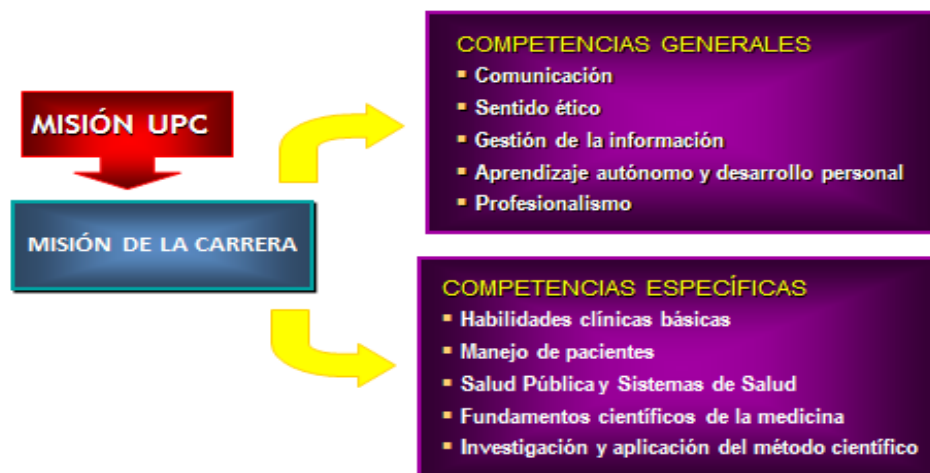 MISIÓN UPC
MISIÓN DE LA CARRERA
COMPETENCIAS GENERALES
▪ Comunicación
▪ Sentido ético
▪ Gestión de la información
▪ Aprendizaje autónomo y desarrollo personal
▪ Profesionalismo
COMPETENCIAS ESPECÍFICAS
▪ Habilidades clínicas básicas
▪ Manejo de pacientes
▪ Salud Pública y Sistemas de Salud
▪ Fundamentos científicos de la medicina
▪ Investigación y aplicación del método científico